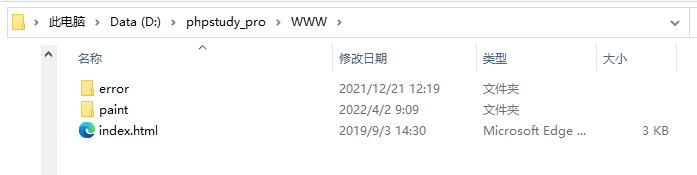 此电脑 > Data (D:) > phpstudy_pro > WWW >
名称 修改日期 类型 大小
error 2021/12/21 12:19 文件夹
paint 2022/4/2 9:09 文件夹
index.html 2019/9/3 14:30 Microsoft Edge ... 3 KB